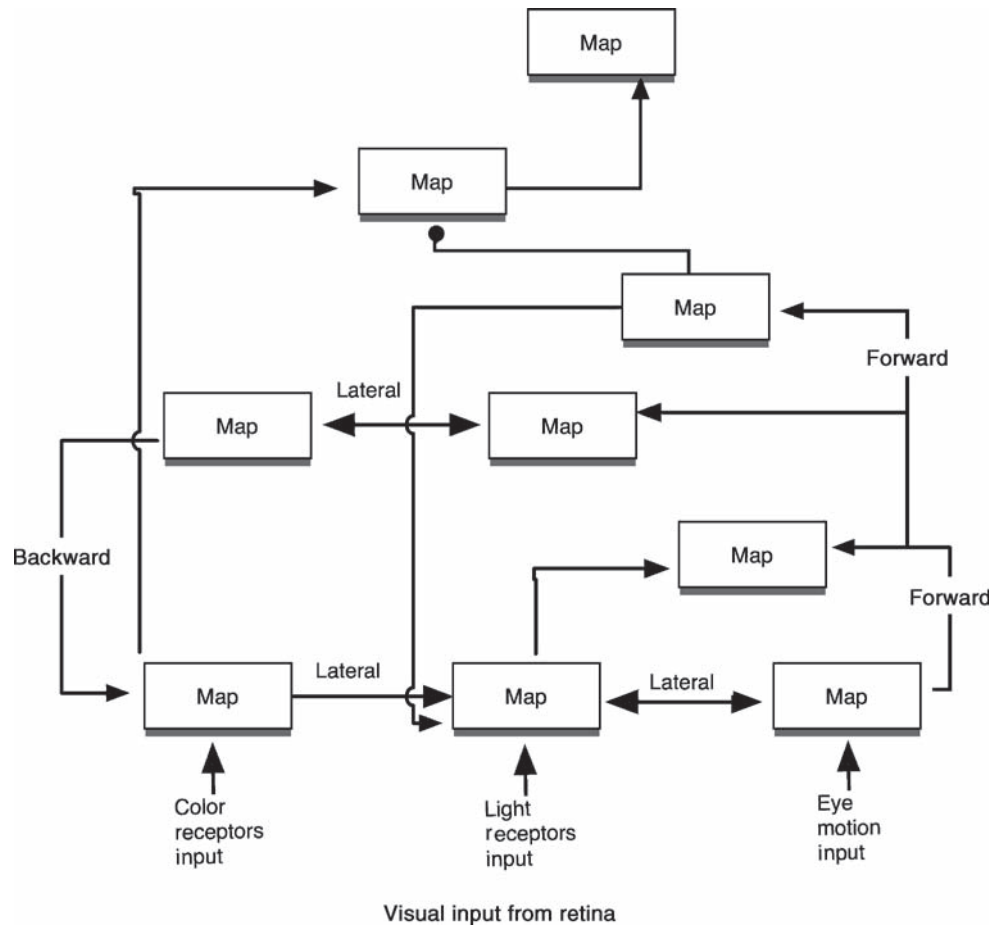 Map
Map
Map
Forward
Lateral
Map
Map
Backward
Map
Forward
Lateral
Lateral
Map
Map
Map
Color
receptors
input
Light
receptors
input
Eye
motion
input
Visual input from retina